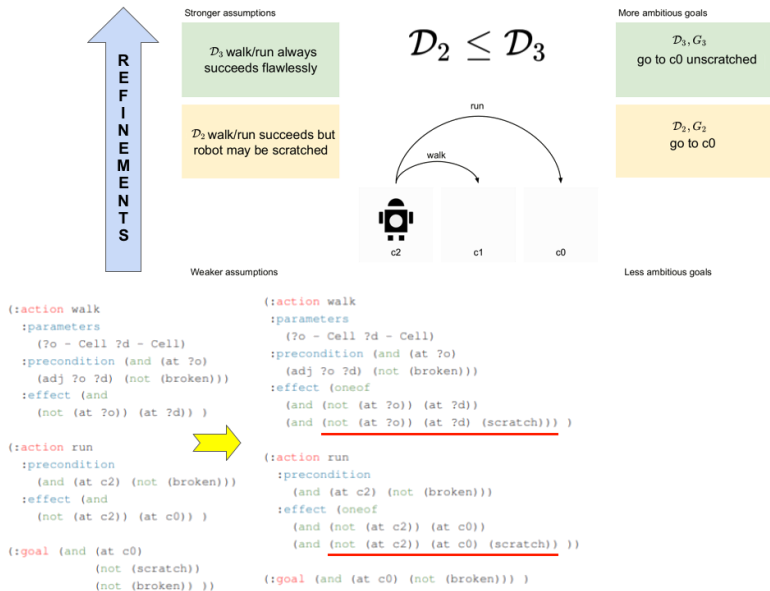 Stronger assumptions
More ambitious goals
REFINEMENTS
𝒟₃ walk/run always
succeeds flawlessly
𝒟₂ ≤ 𝒟₃
𝒟₃, G₃
go to c0 unscratched
𝒟₂ walk/run succeeds but
robot may be scratched
run
walk
c2
c1
c0
𝒟₂, G₂
go to c0
Weaker assumptions
Less ambitious goals
(:action walk
:parameters
(?o - Cell ?d - Cell)
:precondition (and (at ?o)
(adj ?o ?d) (not (broken)))
:effect (and
(not (at ?o)) (at ?d)) )
(:action run
:precondition
(and (at c2) (not (broken)))
:effect (and
(not (at c2)) (at c0)) )
(:goal (and (at c0)
(not (scratch))
(not (broken)) ))
(:action walk
:parameters
(?o - Cell ?d - Cell)
:precondition (and (at ?o)
(adj ?o ?d) (not (broken)))
:effect (oneof
(and (not (at ?o)) (at ?d))
(and (not (at ?o)) (at ?d) (scratch))) )
(:action run
:precondition
(and (at c2) (not (broken)))
:effect (oneof
(and (not (at c2)) (at c0))
(and (not (at c2)) (at c0) (scratch)) ))
(:goal (and (at c0) (not (broken))) )